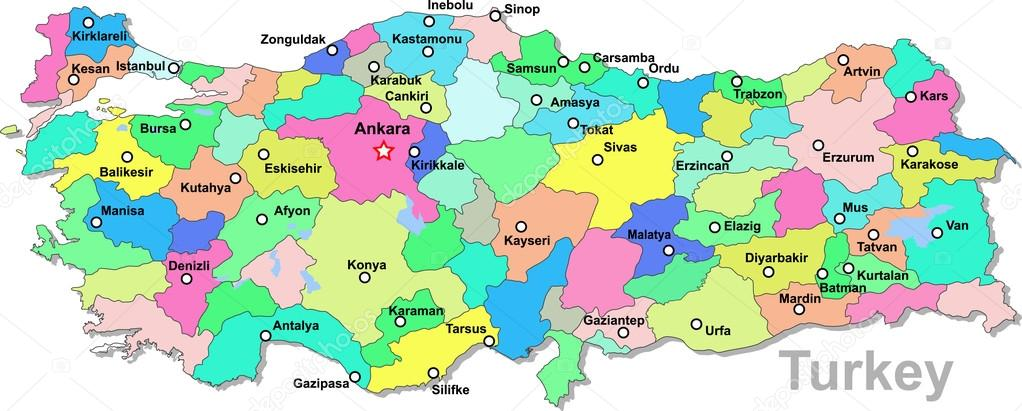 Inebolu
Sinop
Kirklareli
Zonguldak
Kastamonu
Kesan
Istanbul
Karabuk
Samsun
Carsamba
Ordu
Artvin
Cankiri
Amasya
Trabzon
Kars
Bursa
Ankara
Tokat
Balikesir
Eskisehir
Kirikkale
Sivas
Erzincan
Erzurum
Karakose
Kutahya
Manisa
Afyon
Kayseri
Malatya
Elazig
Mus
Van
Tatvan
Denizli
Konya
Diyarbakir
Kurtalan
Batman
Karaman
Mardin
Antalya
Tarsus
Gaziantep
Urfa
Gazipasa
Silifke
Turkey
depositphotos